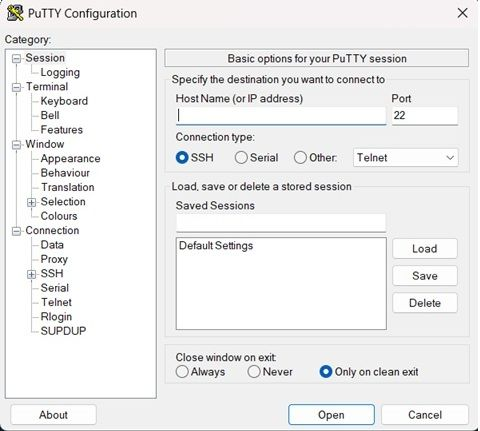 PuTTY Configuration
Category:
Session
Logging
Terminal
Keyboard
Bell
Features
Window
Appearance
Behaviour
Translation
Selection
Colours
Connection
Data
Proxy
SSH
Serial
Telnet
Rlogin
SUPDUP
Basic options for your PuTTY session
Specify the destination you want to connect to
Host Name (or IP address) Port
22
Connection type:
SSH Serial Other: Telnet
Load, save or delete a stored session
Saved Sessions
Default Settings
Load
Save
Delete
Close window on exit:
Always Never Only on clean exit
About Open Cancel